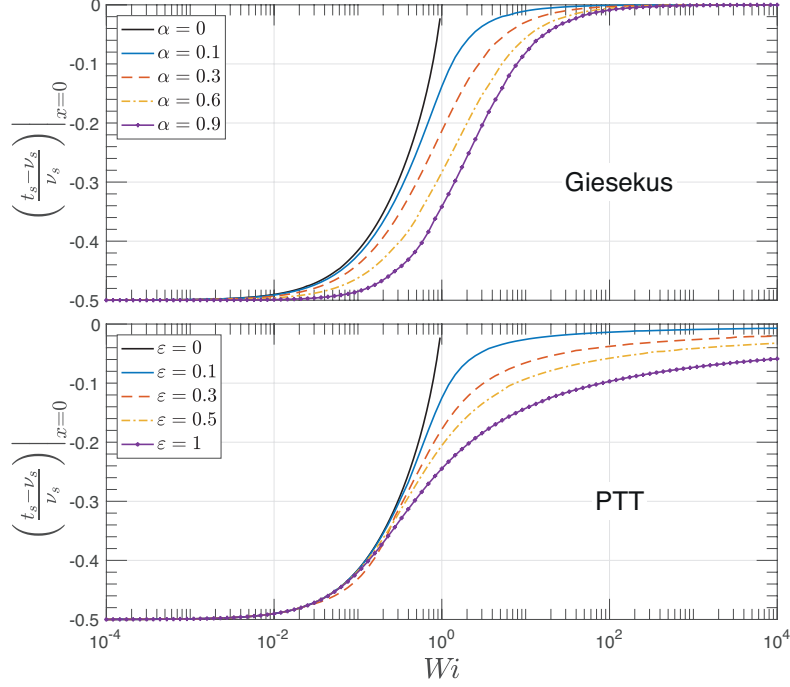 0
-0.1
-0.2
-0.3
-0.4
-0.5
(t_s−ν_s / ν_s)|_{x=0}
α = 0
α = 0.1
α = 0.3
α = 0.6
α = 0.9
Giesekus
0
-0.1
-0.2
-0.3
-0.4
-0.5
(t_s−ν_s / ν_s)|_{x=0}
ε = 0
ε = 0.1
ε = 0.3
ε = 0.5
ε = 1
PTT
10^{-4} 10^{-2} 10^{0} 10^{2} 10^{4}
Wi